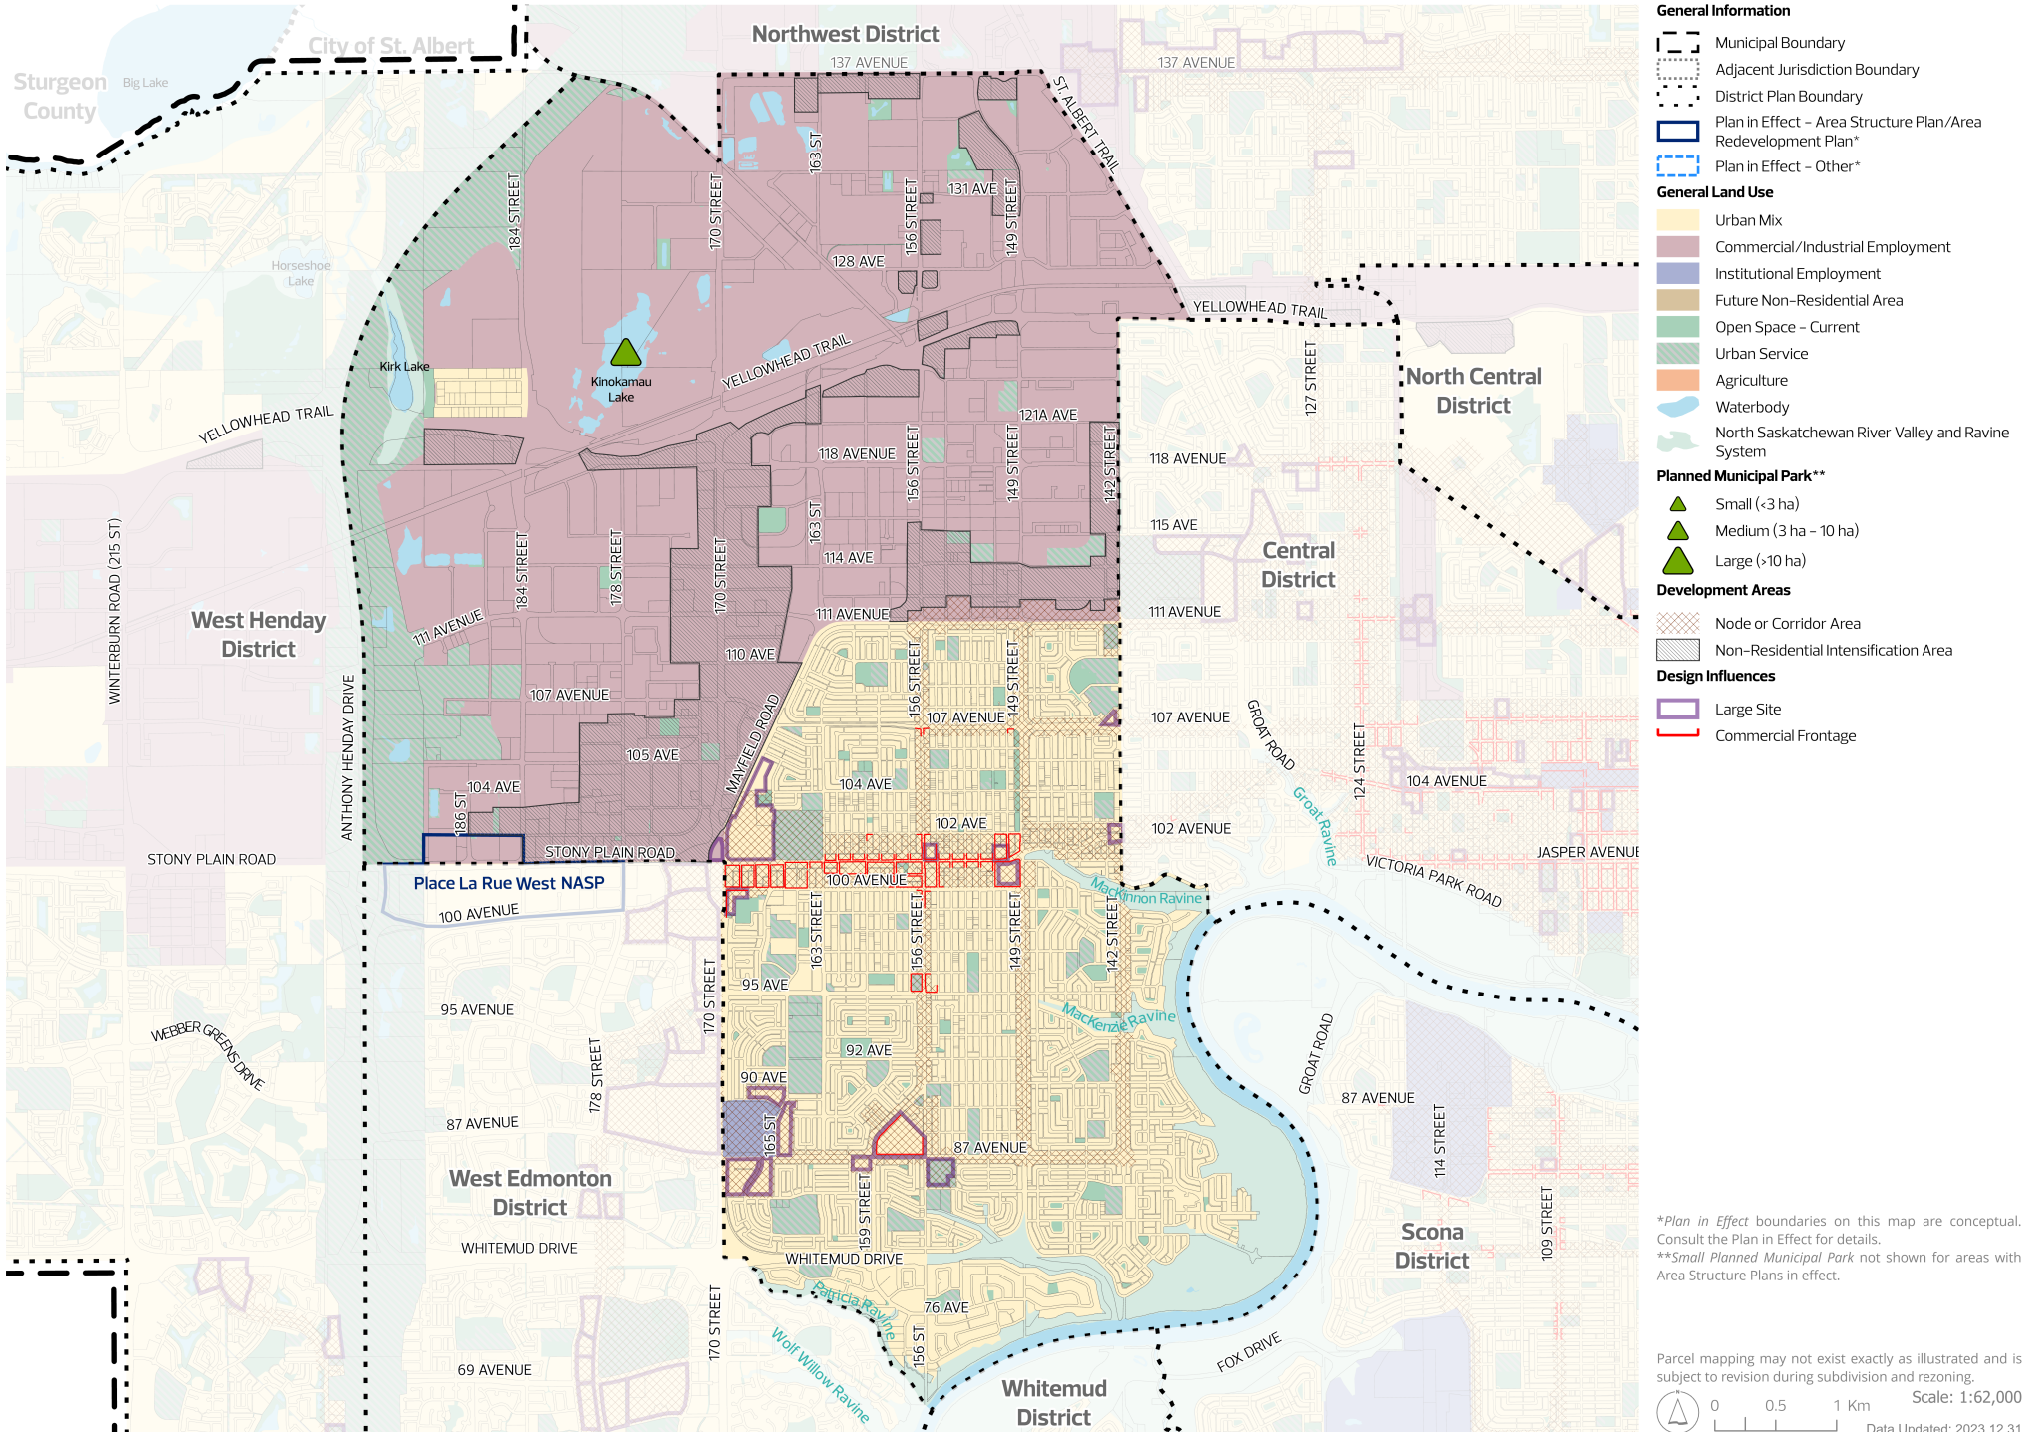 Northwest District
137 AVENUE
137 AVENUE
City of St. Albert
Sturgeon
County
Big Lake
ST. ALBERT TRAIL
163 ST
184 STREET
170 STREET
156 STREET
131 AVE
149 STREET
128 AVE
Horseshoe
Lake
Kirk Lake
Kinokamau
Lake
YELLOWHEAD TRAIL
YELLOWHEAD TRAIL
YELLOWHEAD TRAIL
127 STREET
North Central
District
121A AVE
118 AVENUE
118 AVENUE
156 STREET
149 STREET
142 STREET
163 ST
115 AVE
114 AVE
Central
District
WINTERBURN ROAD (215 ST)
184 STREET
178 STREET
170 STREET
West Henday
District
111 AVENUE
111 AVENUE
111 AVENUE
110 AVE
156 STREET
149 STREET
107 AVENUE
107 AVENUE
107 AVENUE
ANTHONY HENDAY DRIVE
MAYFIELD ROAD
GROAT ROAD
124 STREET
105 AVE
104 AVE
104 AVE
104 AVENUE
186 ST
102 AVE
102 AVENUE
Groat Ravine
STONY PLAIN ROAD
STONY PLAIN ROAD
JASPER AVENUE
VICTORIA PARK ROAD
Place La Rue West NASP
100 AVENUE
100 AVENUE
MacKinnon Ravine
163 STREET
156 STREET
149 STREET
142 STREET
170 STREET
95 AVENUE
95 AVE
MacKenzie Ravine
WEBBER GREENS DRIVE
92 AVE
178 STREET
90 AVE
GROAT ROAD
87 AVENUE
87 AVENUE
87 AVENUE
165 ST
114 STREET
West Edmonton
District
159 STREET
109 STREET
Scona
District
WHITEMUD DRIVE
WHITEMUD DRIVE
Patricia Ravine
76 AVE
170 STREET
156 ST
Wolf Willow Ravine
FOX DRIVE
69 AVENUE
Whitemud
District
General Information
Municipal Boundary
Adjacent Jurisdiction Boundary
District Plan Boundary
Plan in Effect - Area Structure Plan/Area
Redevelopment Plan*
Plan in Effect - Other*
General Land Use
Urban Mix
Commercial/Industrial Employment
Institutional Employment
Future Non-Residential Area
Open Space - Current
Urban Service
Agriculture
Waterbody
North Saskatchewan River Valley and Ravine
System
Planned Municipal Park**
Small (<3 ha)
Medium (3 ha - 10 ha)
Large (>10 ha)
Development Areas
Node or Corridor Area
Non-Residential Intensification Area
Design Influences
Large Site
Commercial Frontage
*Plan in Effect boundaries on this map are conceptual.
Consult the Plan in Effect for details.
**Small Planned Municipal Park not shown for areas with
Area Structure Plans in effect.
Parcel mapping may not exist exactly as illustrated and is
subject to revision during subdivision and rezoning.
Scale: 1:62,000
N
0 0.5 1 Km
Data Updated: 2023.12.31